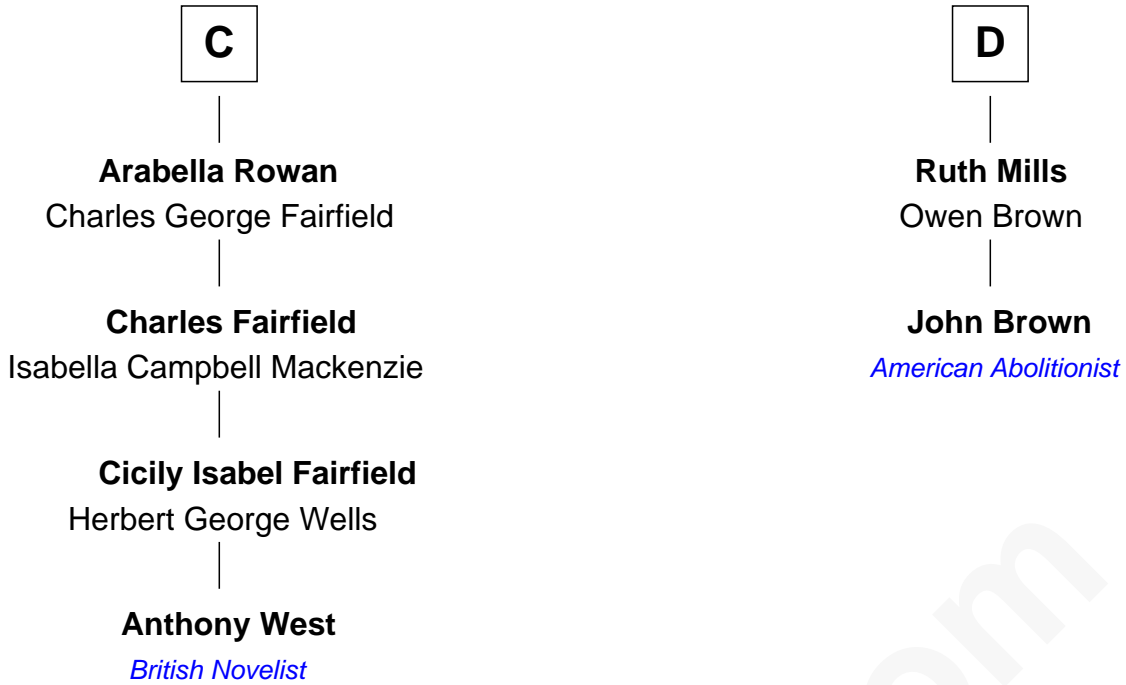 C
Arabella Rowan
Charles George Fairfield
Charles Fairfield
Isabella Campbell Mackenzie
Cicily Isabel Fairfield
Herbert George Wells
Anthony West
British Novelist
D
Ruth Mills
Owen Brown
John Brown
American Abolitionist
om